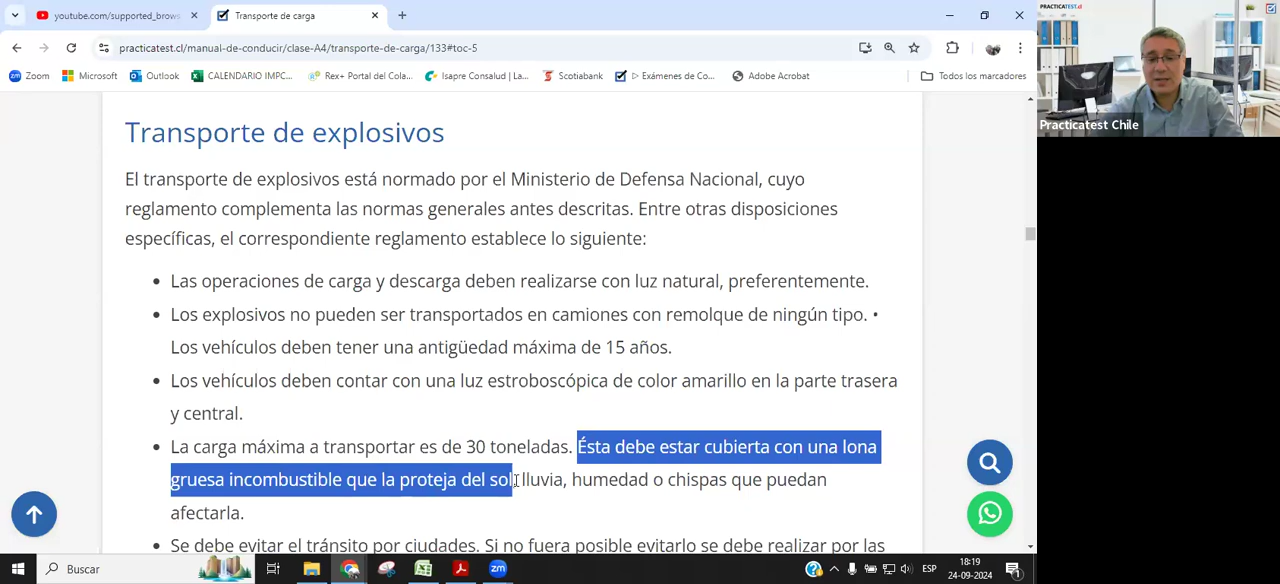 youtube.com/supported_brows
Transporte de carga
practicatest.cl/manual-de-conducir/clase-A4/transporte-de-carga/133#toc-5
Zoom
Microsoft
Outlook
CALENDARIO IMPC...
Rex+ Portal del Cola...
Isapre Consalud | La...
Scotiabank
▷ Exámenes de Co...
Adobe Acrobat
Todos los marcadores
PRACTICATEST.cl
Practicatest Chile
Transporte de explosivos
El transporte de explosivos está normado por el Ministerio de Defensa Nacional, cuyo
reglamento complementa las normas generales antes descritas. Entre otras disposiciones
específicas, el correspondiente reglamento establece lo siguiente:
• Las operaciones de carga y descarga deben realizarse con luz natural, preferentemente.
• Los explosivos no pueden ser transportados en camiones con remolque de ningún tipo. •
Los vehículos deben tener una antigüedad máxima de 15 años.
• Los vehículos deben contar con una luz estroboscópica de color amarillo en la parte trasera
y central.
• La carga máxima a transportar es de 30 toneladas. Ésta debe estar cubierta con una lona
gruesa incombustible que la proteja del sol, lluvia, humedad o chispas que puedan
afectarla.
• Se debe evitar el tránsito por ciudades. Si no fuera posible evitarlo se debe realizar por las
Buscar
zm
ESP
18:19
24-09-2024